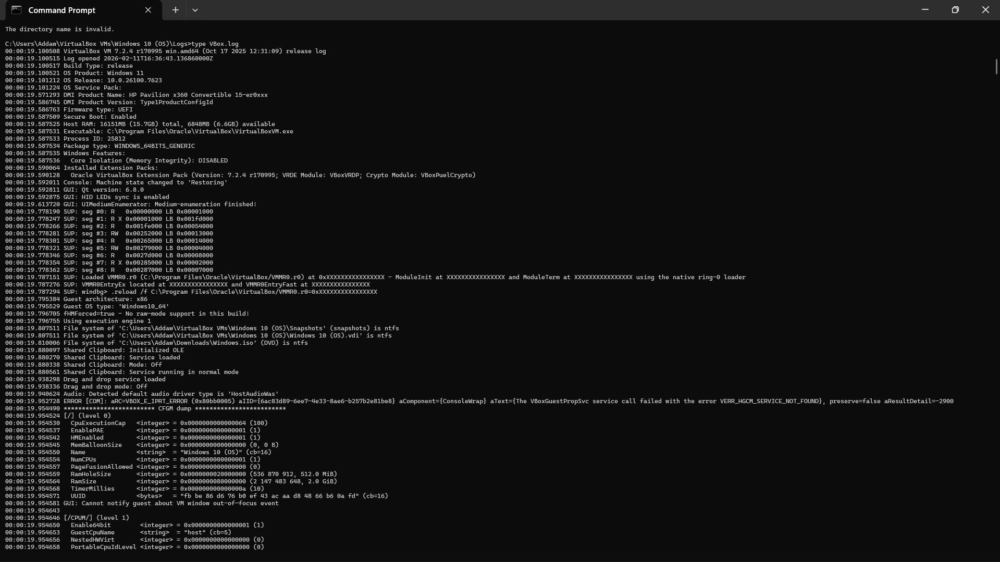 Command Prompt
The directory name is invalid.
C:\Users\Addaw\VirtualBox VMs\Windows 10 (OS)\Logs>type VBox.log
00:00:19.100508 VirtualBox VM 7.2.4 r170995 win.amd64 (Oct 17 2025 12:31:09) release log
00:00:19.100515 Log opened 2026-02-11T16:36:43.136860000Z
00:00:19.100517 Build Type: release
00:00:19.100521 OS Product: Windows 11
00:00:19.101212 OS Release: 10.0.26100.7623
00:00:19.101224 OS Service Pack:
00:00:19.571293 DMI Product Name: HP Pavilion x360 Convertible 15-er0xxx
00:00:19.586745 DMI Product Version: Type1ProductConfigId
00:00:19.586763 Firmware type: UEFI
00:00:19.587509 Secure Boot: Enabled
00:00:19.587525 Host RAM: 16151MB (15.7GB) total, 6848MB (6.6GB) available
00:00:19.587531 Executable: C:\Program Files\Oracle\VirtualBox\VirtualBoxVM.exe
00:00:19.587533 Process ID: 25812
00:00:19.587534 Package type: WINDOWS_64BITS_GENERIC
00:00:19.587535 Windows Features:
00:00:19.587536   Core Isolation (Memory Integrity): DISABLED
00:00:19.590064 Installed Extension Packs:
00:00:19.590128   Oracle VirtualBox Extension Pack (Version: 7.2.4 r170995; VRDE Module: VBoxVRDP; Crypto Module: VBoxPuelCrypto)
00:00:19.592011 Console: Machine state changed to 'Restoring'
00:00:19.592811 GUI: Qt version: 6.8.0
00:00:19.592875 GUI: HID LEDs sync is enabled
00:00:19.613720 GUI: UIMediumEnumerator: Medium-enumeration finished!
00:00:19.778190 SUP: seg #0: R   0x00000000 LB 0x00001000
00:00:19.778247 SUP: seg #1: R X 0x00001000 LB 0x001fd000
00:00:19.778266 SUP: seg #2: R   0x001fe000 LB 0x00054000
00:00:19.778281 SUP: seg #3: RW  0x00252000 LB 0x00013000
00:00:19.778301 SUP: seg #4: R   0x00265000 LB 0x00014000
00:00:19.778321 SUP: seg #5: RW  0x00279000 LB 0x00004000
00:00:19.778346 SUP: seg #6: R   0x0027d000 LB 0x00008000
00:00:19.778354 SUP: seg #7: R X 0x00285000 LB 0x00002000
00:00:19.778362 SUP: seg #8: R   0x00287000 LB 0x00007000
00:00:19.787151 SUP: Loaded VMMR0.r0 (C:\Program Files\Oracle\VirtualBox/VMMR0.r0) at 0xXXXXXXXXXXXXXXXX - ModuleInit at XXXXXXXXXXXXXXXX and ModuleTerm at XXXXXXXXXXXXXXXX using the native ring-0 loader
00:00:19.787276 SUP: VMMR0EntryEx located at XXXXXXXXXXXXXXXX and VMMR0EntryFast at XXXXXXXXXXXXXXXX
00:00:19.787294 SUP: windbg> .reload /f C:\Program Files\Oracle\VirtualBox/VMMR0.r0=0xXXXXXXXXXXXXXXXX
00:00:19.795384 Guest architecture: x86
00:00:19.795529 Guest OS type: 'Windows10_64'
00:00:19.796705 fHMForced=true - No raw-mode support in this build!
00:00:19.796755 Using execution engine 1
00:00:19.807511 File system of 'C:\Users\Addaw\VirtualBox VMs\Windows 10 (OS)\Snapshots' (snapshots) is ntfs
00:00:19.807511 File system of 'C:\Users\Addaw\VirtualBox VMs\Windows 10 (OS)\Windows 10 (OS).vdi' is ntfs
00:00:19.810006 File system of 'C:\Users\Addaw\Downloads\Windows.iso' (DVD) is ntfs
00:00:19.880097 Shared Clipboard: Initialized OLE
00:00:19.880270 Shared Clipboard: Service loaded
00:00:19.880338 Shared Clipboard: Mode: Off
00:00:19.880561 Shared Clipboard: Service running in normal mode
00:00:19.938298 Drag and drop service loaded
00:00:19.938336 Drag and drop mode: Off
00:00:19.940624 Audio: Detected default audio driver type is 'HostAudioWas'
00:00:19.952728 ERROR [COM]: aRC=VBOX_E_IPRT_ERROR (0x80bb0005) aIID={6ac83d89-6ee7-4e33-8ae6-b257b2e81be8} aComponent={ConsoleWrap} aText={The VBoxGuestPropSvc service call failed with the error VERR_HGCM_SERVICE_NOT_FOUND}, preserve=false aResultDetail=-2900
00:00:19.954490 ************************* CFGM dump *************************
00:00:19.954524 [/] (level 0)
00:00:19.954530   CpuExecutionCap   <integer> = 0x0000000000000064 (100)
00:00:19.954537   EnablePAE         <integer> = 0x0000000000000001 (1)
00:00:19.954542   HMEnabled         <integer> = 0x0000000000000001 (1)
00:00:19.954545   MemBalloonSize    <integer> = 0x0000000000000000 (0, 0 B)
00:00:19.954550   Name              <string>  = "Windows 10 (OS)" (cb=16)
00:00:19.954554   NumCPUs           <integer> = 0x0000000000000001 (1)
00:00:19.954557   PageFusionAllowed <integer> = 0x0000000000000000 (0)
00:00:19.954559   RamHoleSize       <integer> = 0x0000000020000000 (536 870 912, 512.0 MiB)
00:00:19.954564   RamSize           <integer> = 0x0000000080000000 (2 147 483 648, 2.0 GiB)
00:00:19.954568   TimerMillies      <integer> = 0x000000000000000a (10)
00:00:19.954571   UUID              <bytes>   = "fb be 86 d6 76 b0 ef 43 ac aa d8 48 66 b6 0a fd" (cb=16)
00:00:19.954581 GUI: Cannot notify guest about VM window out-of-focus event
00:00:19.954643
00:00:19.954646 [/CPUM/] (level 1)
00:00:19.954650   Enable64bit        <integer> = 0x0000000000000001 (1)
00:00:19.954653   GuestCpuName       <string>  = "host" (cb=5)
00:00:19.954656   NestedHWVirt       <integer> = 0x0000000000000000 (0)
00:00:19.954658   PortableCpuIdLevel <integer> = 0x0000000000000000 (0)